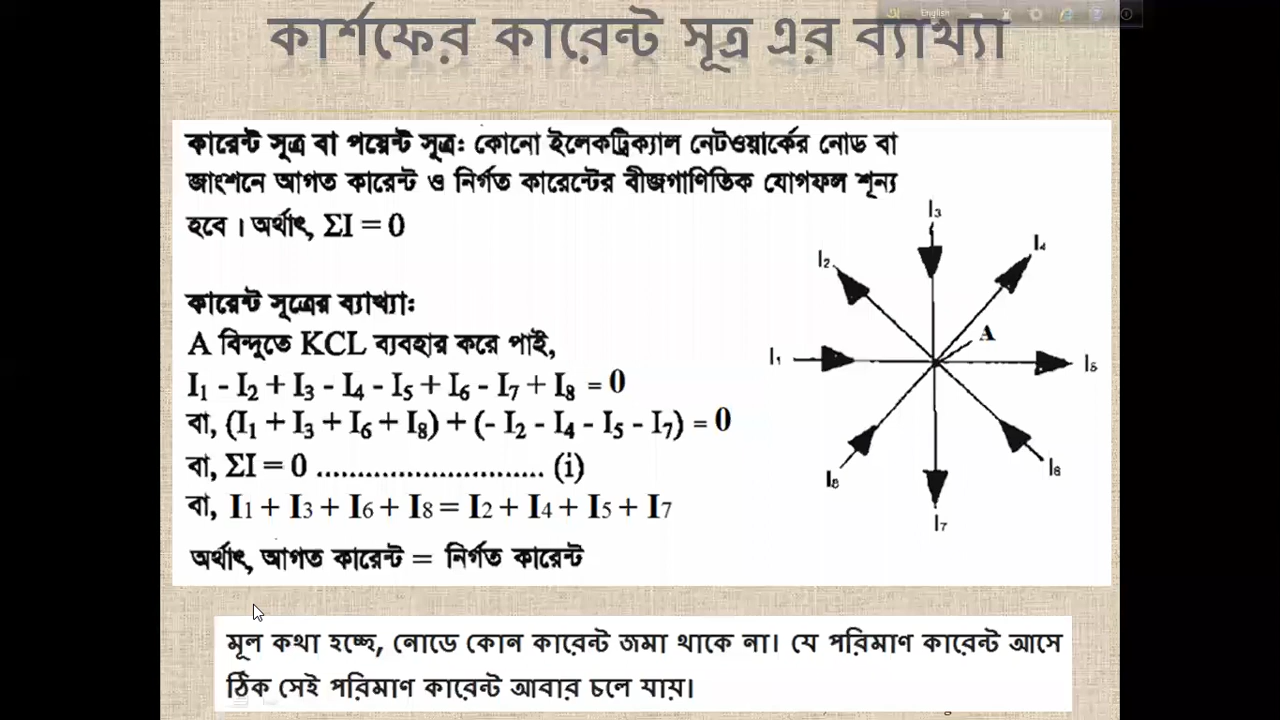 English
কার্শফের কারেন্ট সূত্র এর ব্যাখ্যা
কারেন্ট সূত্র বা পয়েন্ট সূত্রঃ কোনো ইলেকট্রিক্যাল নেটওয়ার্কের নোড বা
জাংশনে আগত কারেন্ট ও নির্গত কারেন্টের বীজগাণিতিক যোগফল শূন্য
হবে । অর্থাৎ, ΣI = 0
কারেন্ট সূত্রের ব্যাখ্যাঃ
A বিন্দুতে KCL ব্যবহার করে পাই,
I₁ - I₂ + I₃ - I₄ - I₅ + I₆ - I₇ + I₈ = 0
বা, (I₁ + I₃ + I₆ + I₈) + (- I₂ - I₄ - I₅ - I₇) = 0
বা, ΣI = 0 ............................ (i)
বা, I₁ + I₃ + I₆ + I₈ = I₂ + I₄ + I₅ + I₇
অর্থাৎ, আগত কারেন্ট = নির্গত কারেন্ট
I₃
I₄
I₂
A
I₁
I₅
I₆
I₈
I₇
মূল কথা হচ্ছে, নোডে কোন কারেন্ট জমা থাকে না। যে পরিমাণ কারেন্ট আসে
ঠিক সেই পরিমাণ কারেন্ট আবার চলে যায়।